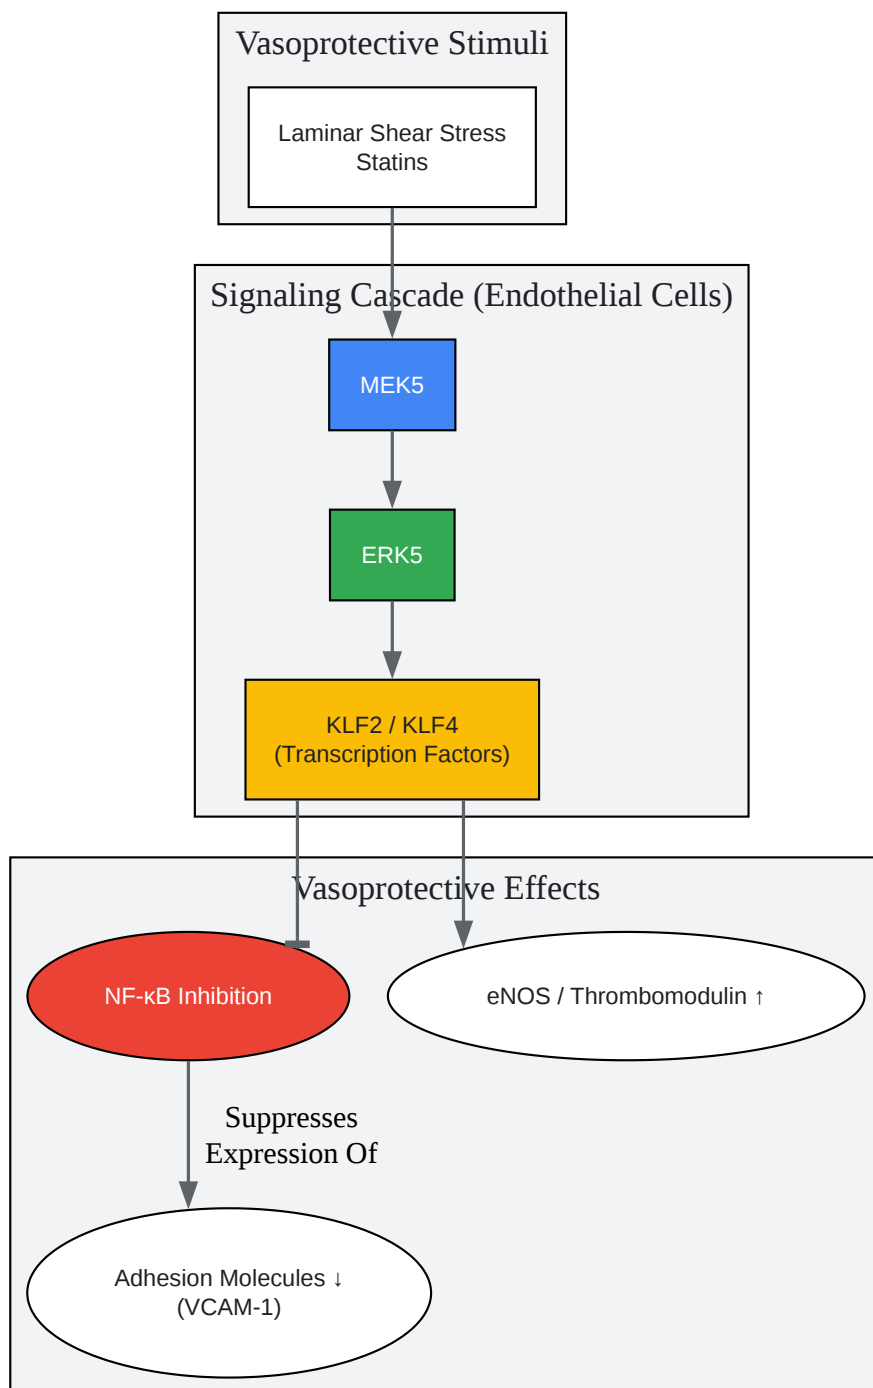 Vasoprotective Stimuli
Laminar Shear Stress
Statins
Signaling Cascade (Endothelial Cells)
MEK5
ERK5
KLF2 / KLF4
(Transcription Factors)
Vasoprotective Effects
NF-κB Inhibition
eNOS / Thrombomodulin ↑
Suppresses
Expression Of
Adhesion Molecules ↓
(VCAM-1)